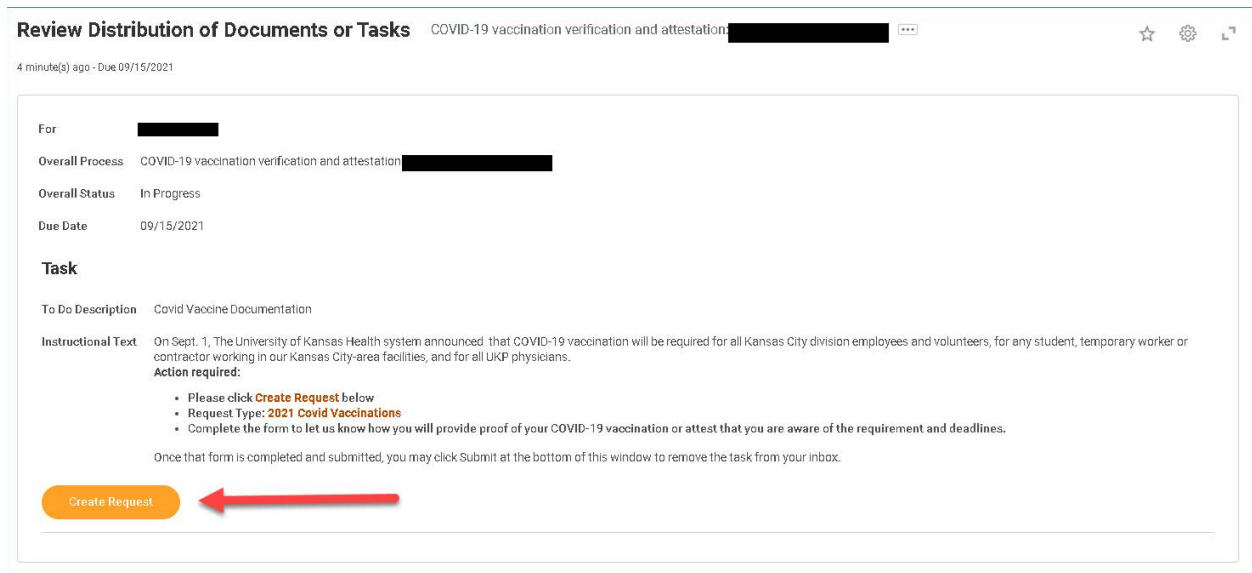 Review Distribution of Documents or Tasks COVID-19 vaccination verification and attestation:
4 minute(s) ago - Due 09/15/2021
For
Overall Process COVID-19 vaccination verification and attestation
Overall Status In Progress
Due Date 09/15/2021
Task
To Do Description Covid Vaccine Documentation
Instructional Text On Sept. 1, The University of Kansas Health system announced that COVID-19 vaccination will be required for all Kansas City division employees and volunteers, for any student, temporary worker or
contractor working in our Kansas City-area facilities, and for all UKP physicians.
Action required:
• Please click Create Request below
• Request Type: 2021 Covid Vaccinations
• Complete the form to let us know how you will provide proof of your COVID-19 vaccination or attest that you are aware of the requirement and deadlines.
Once that form is completed and submitted, you may click Submit at the bottom of this window to remove the task from your inbox.
Create Request